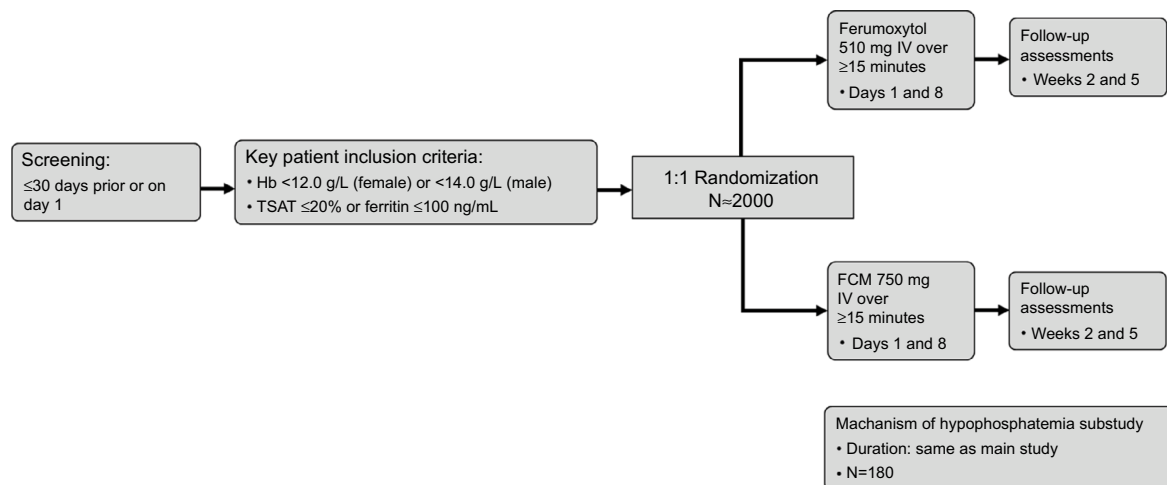 Screening:
≤30 days prior or on
day 1
Key patient inclusion criteria:
• Hb <12.0 g/L (female) or <14.0 g/L (male)
• TSAT ≤20% or ferritin ≤100 ng/mL
1:1 Randomization
N≈2000
Ferumoxytol
510 mg IV over
≥15 minutes
• Days 1 and 8
Follow-up
assessments
• Weeks 2 and 5
FCM 750 mg
IV over
≥15 minutes
• Days 1 and 8
Follow-up
assessments
• Weeks 2 and 5
Machanism of hypophosphatemia substudy
• Duration: same as main study
• N=180